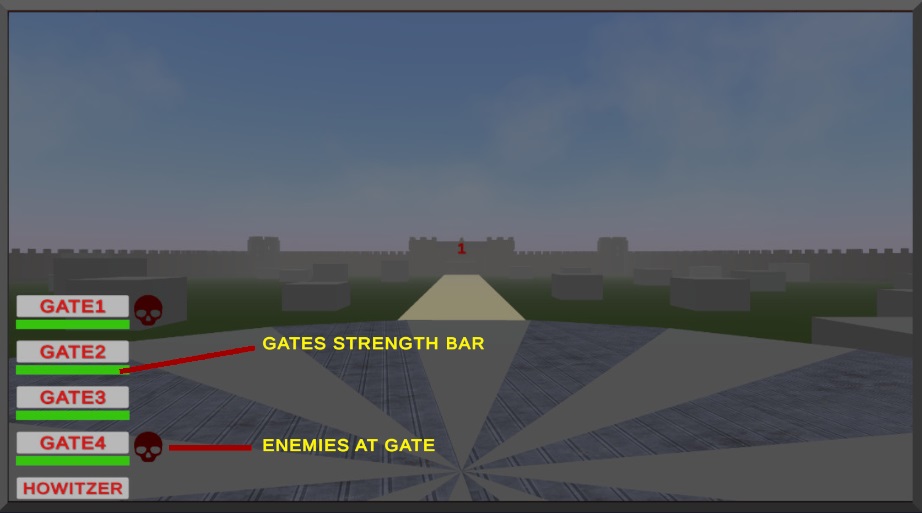 1
GATE1
GATE2
GATES STRENGTH BAR
GATE3
GATE4
ENEMIES AT GATE
HOWITZER